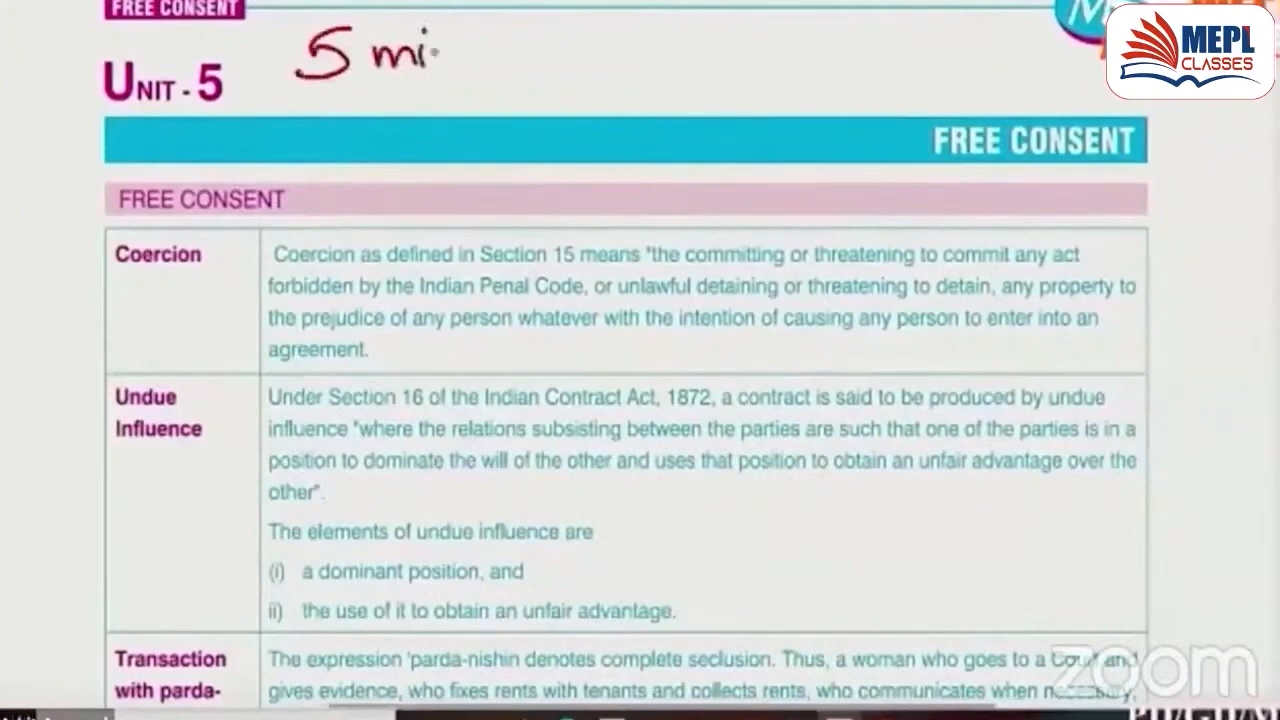 FREE CONSENT
5 mi
UNIT - 5
MEPL
CLASSES
FREE CONSENT
FREE CONSENT
Coercion
Coercion as defined in Section 15 means "the committing or threatening to commit any act
forbidden by the Indian Penal Code, or unlawful detaining or threatening to detain, any property to
the prejudice of any person whatever with the intention of causing any person to enter into an
agreement.
Undue
Influence
Under Section 16 of the Indian Contract Act, 1872, a contract is said to be produced by undue
influence "where the relations subsisting between the parties are such that one of the parties is in a
position to dominate the will of the other and uses that position to obtain an unfair advantage over the
other".
The elements of undue influence are
(i) a dominant position, and
ii) the use of it to obtain an unfair advantage.
Transaction
with parda-
The expression 'parda-nishin denotes complete seclusion. Thus, a woman who goes to a Court and
gives evidence, who fixes rents with tenants and collects rents, who communicates when necessary,
zoom